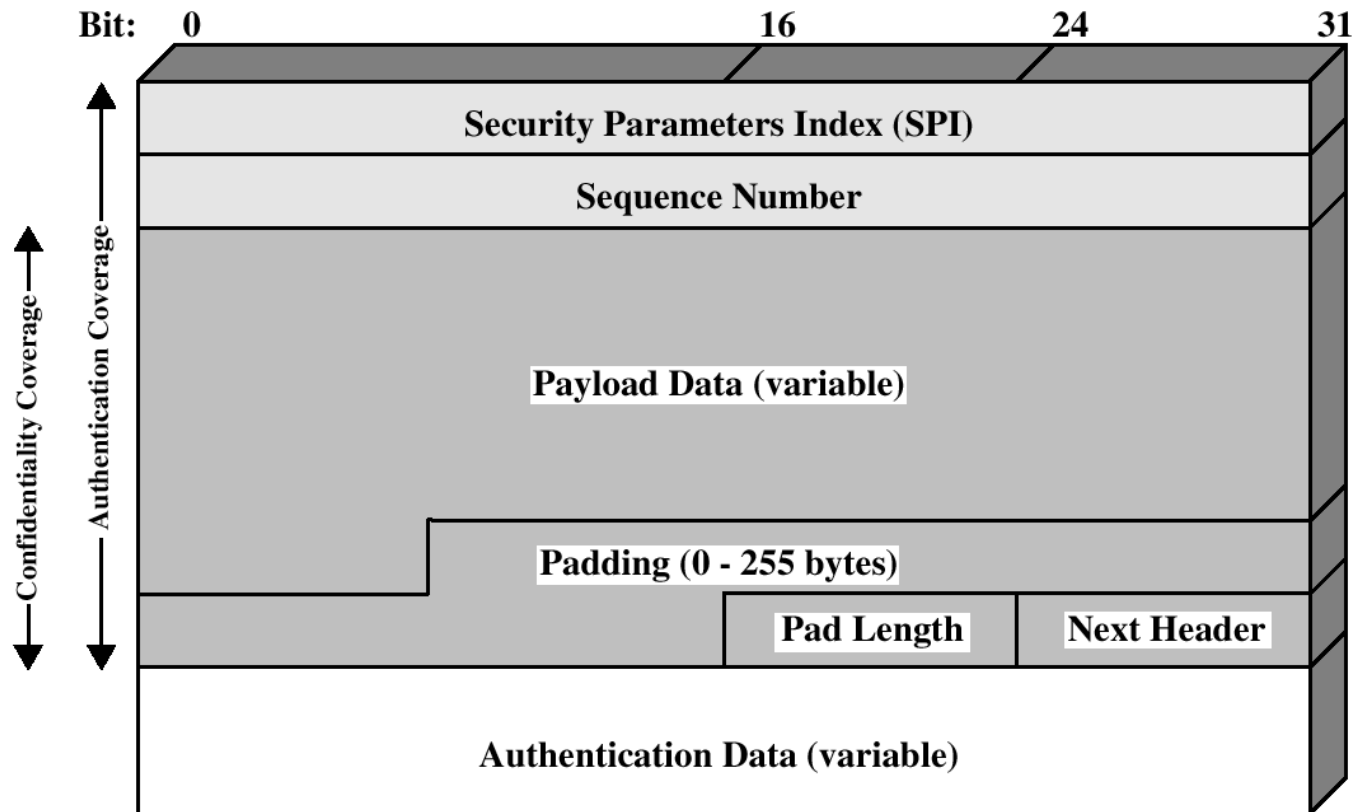 Bit: 0 16 24 31
Security Parameters Index (SPI)
Sequence Number
Confidentiality Coverage
Authentication Coverage
Payload Data (variable)
Padding (0 - 255 bytes)
Pad Length Next Header
Authentication Data (variable)